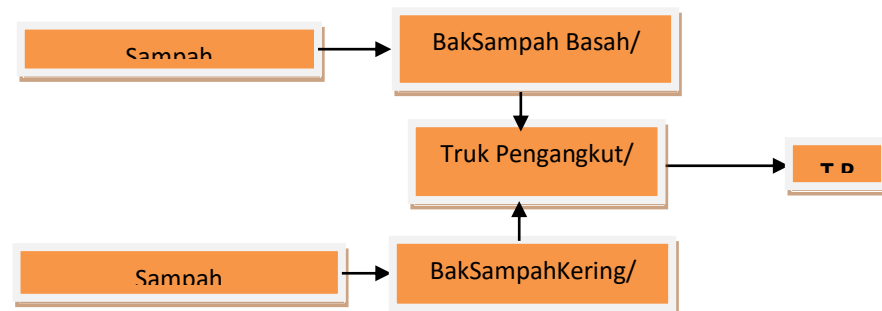 Sampah
BakSampah Basah/
Truk Pengangkut/
Sampah
BakSampahKering/